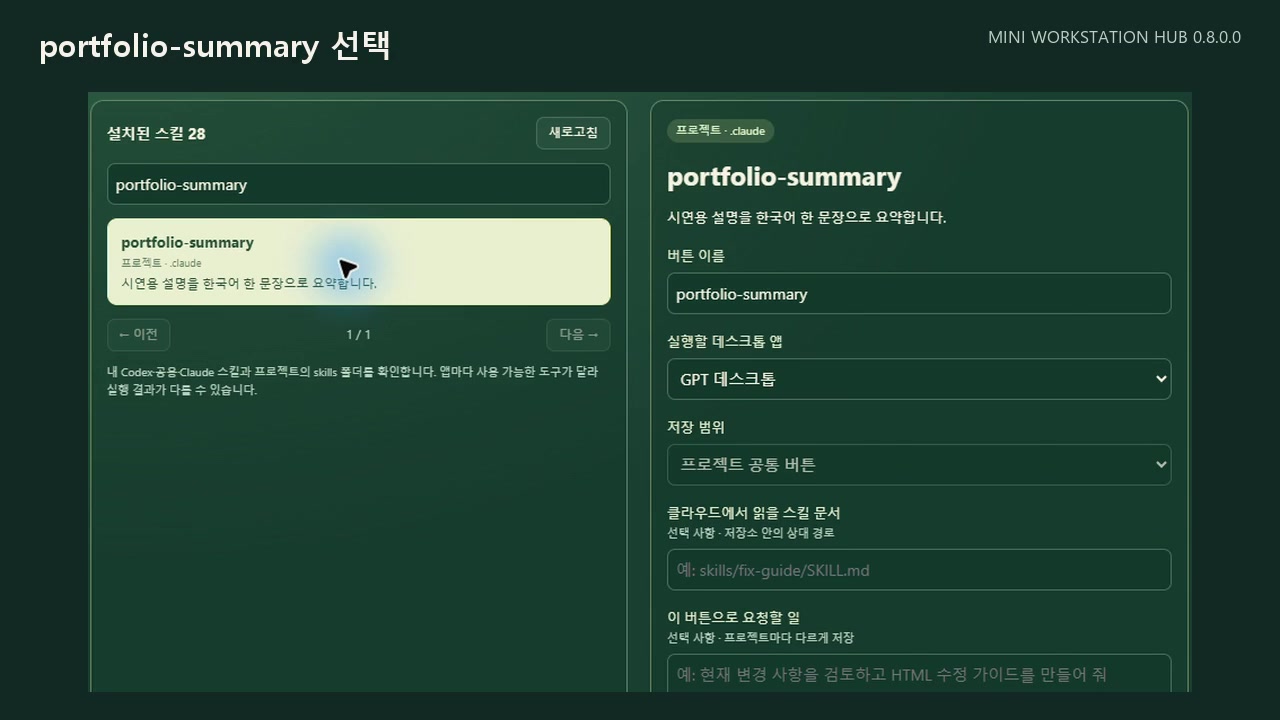 portfolio-summary 선택
MINI WORKSTATION HUB 0.8.0.0
설치된 스킬 28
새로고침
portfolio-summary
portfolio-summary
프로젝트 · .claude
시연용 설명을 한국어 한 문장으로 요약합니다.
← 이전
1 / 1
다음 →
내 Codex·공용·Claude 스킬과 프로젝트의 skills 폴더를 확인합니다. 앱마다 사용 가능한 도구가 달라
실행 결과가 다를 수 있습니다.
프로젝트 · .claude
portfolio-summary
시연용 설명을 한국어 한 문장으로 요약합니다.
버튼 이름
portfolio-summary
실행할 데스크톱 앱
GPT 데스크톱
저장 범위
프로젝트 공통 버튼
클라우드에서 읽을 스킬 문서
선택 사항 · 저장소 안의 상대 경로
예: skills/fix-guide/SKILL.md
이 버튼으로 요청할 일
선택 사항 · 프로젝트마다 다르게 저장
예: 현재 변경 사항을 검토하고 HTML 수정 가이드를 만들어 줘